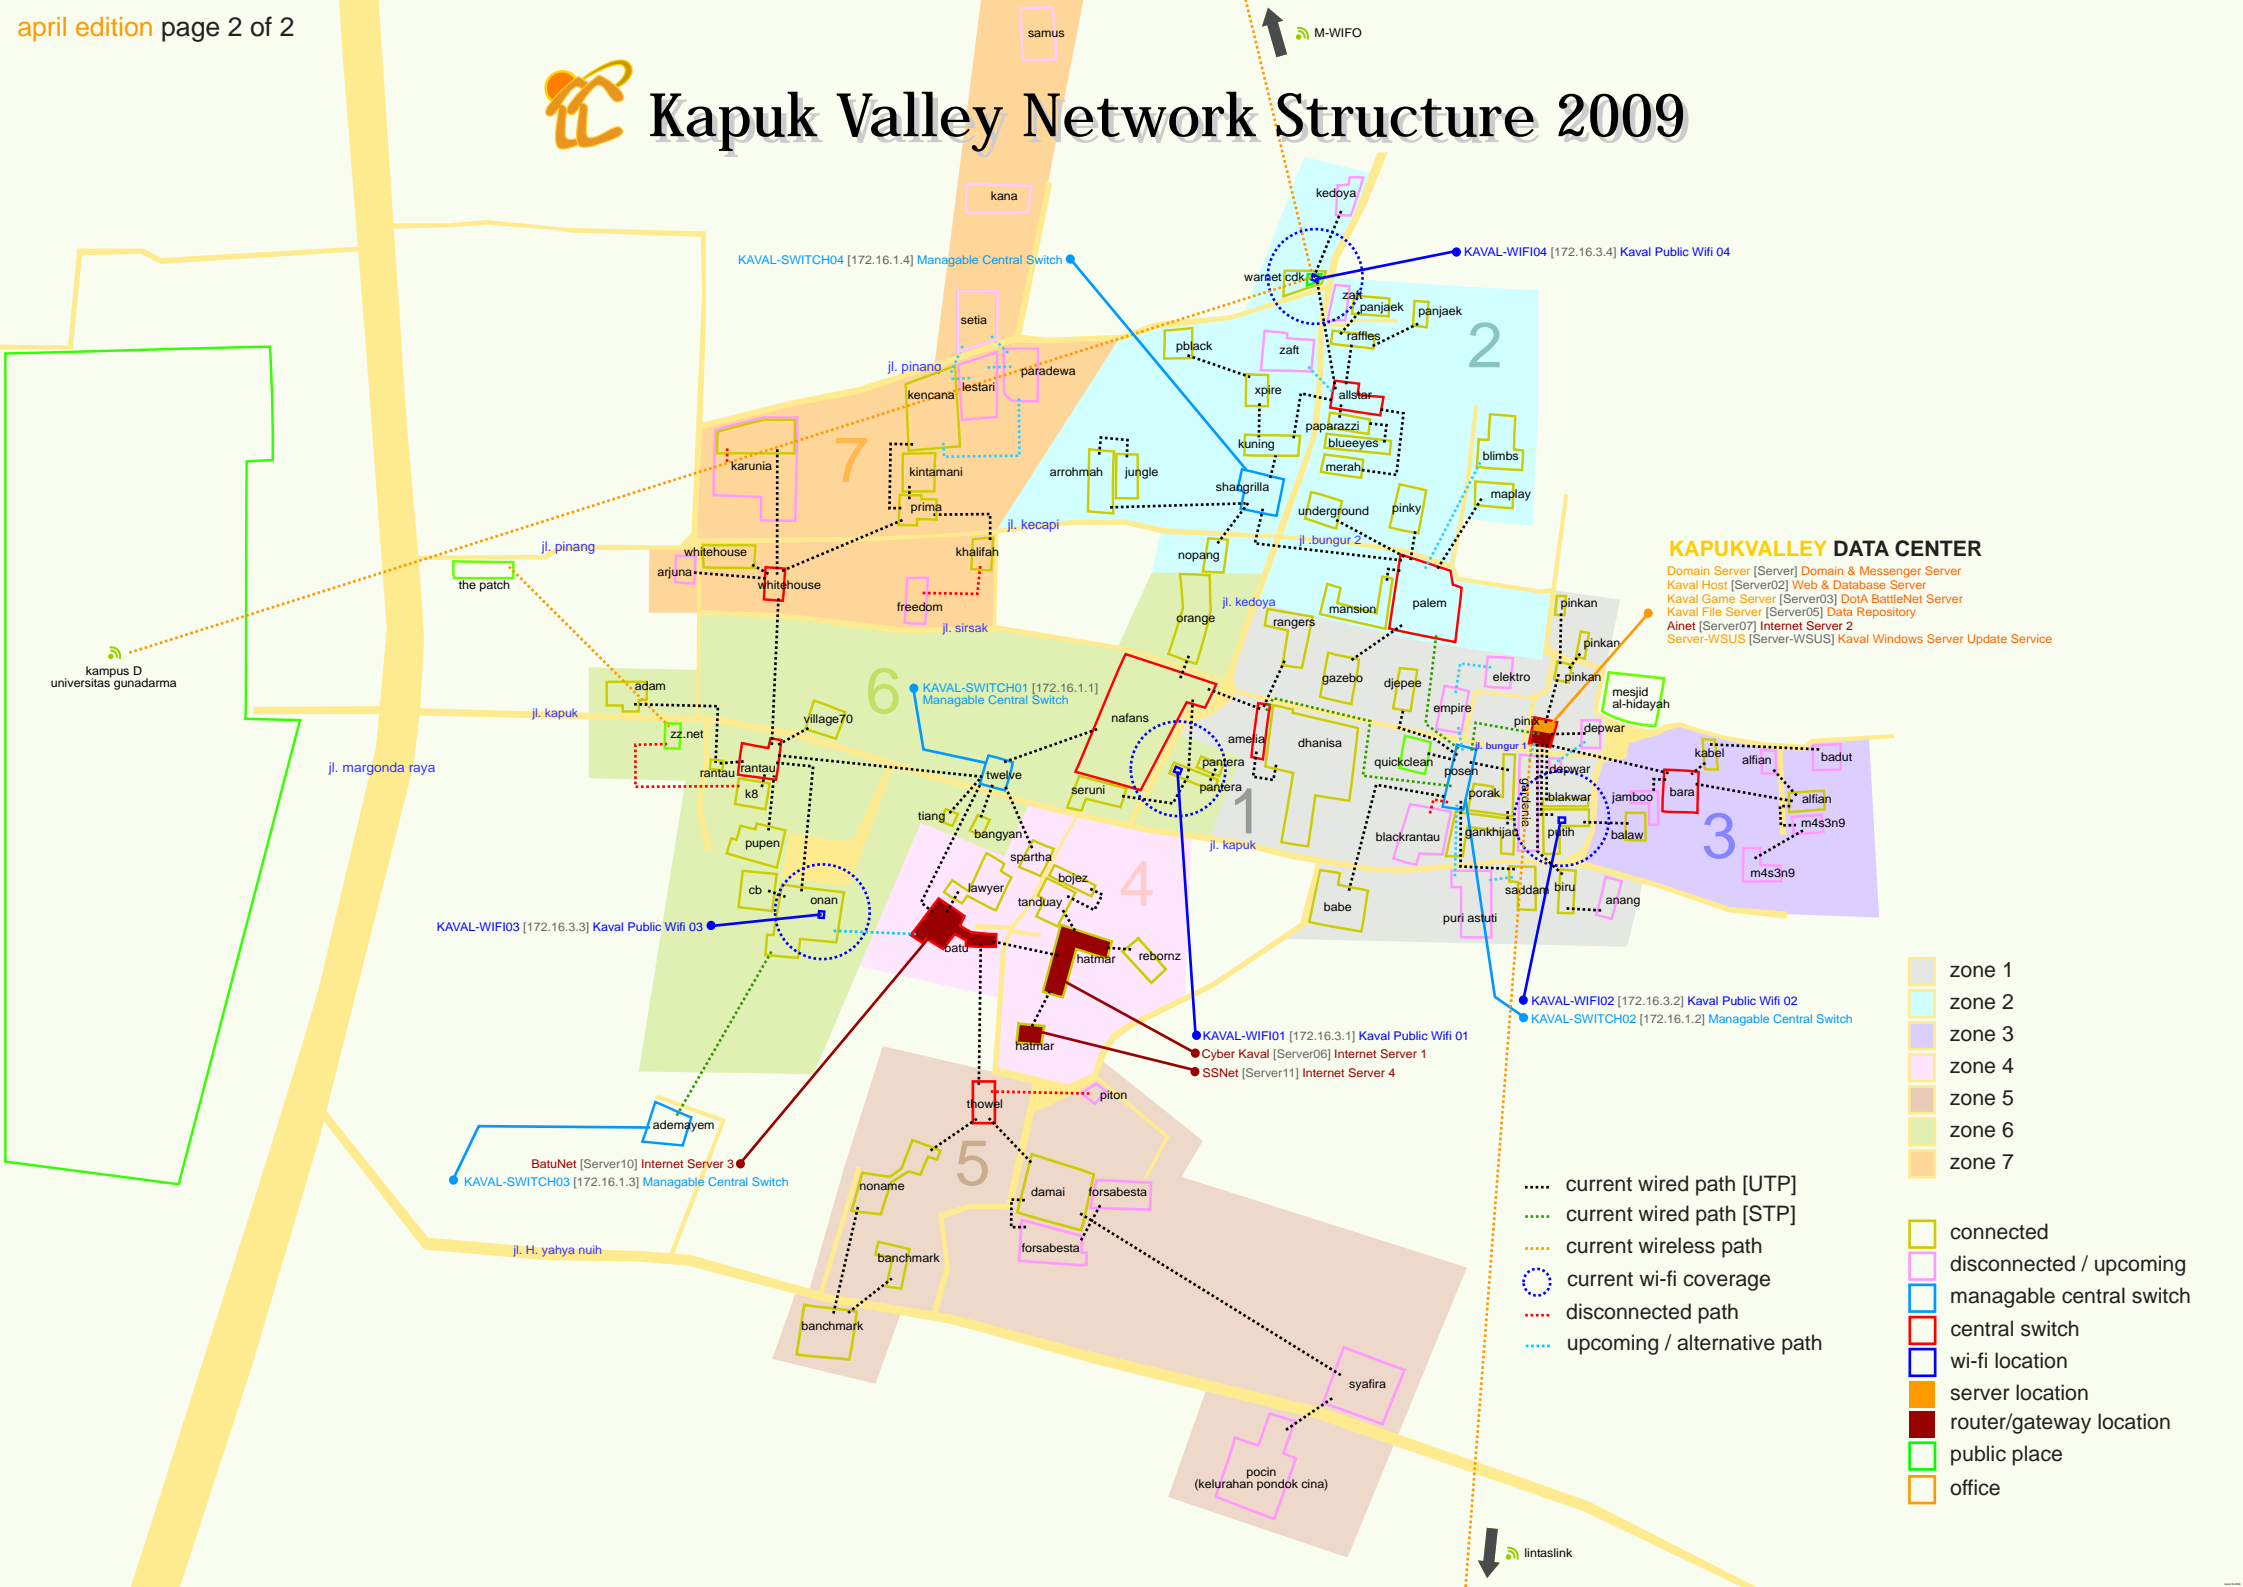 april edition page 2 of 2
M-WIFO
samus
Kapuk Valley Network Structure 2009
kana
kedoya
KAVAL-SWITCH04 [172.16.1.4] Managable Central Switch
KAVAL-WIFI04 [172.16.3.4] Kaval Public Wifi 04
warnet cdk
zaft
panjaek
panjaek
setia
raffles
2
pblack
zaft
jl. pinang
paradewa
lestari
kencana
xpire
allstar
paparazzi
kuning
blueeyes
7
blimbs
karunia
kintamani
arrohmah
jungle
merah
shangrilla
maplay
prima
underground
pinky
jl. kecapi
jl .bungur 2
jl. pinang
whitehouse
khalifah
nopang
KAPUKVALLEY DATA CENTER
Domain Server [Server] Domain & Messenger Server
Kaval Host [Server02] Web & Database Server
Kaval Game Server [Server03] DotA BattleNet Server
Kaval File Server [Server05] Data Repository
Ainet [Server07] Internet Server 2
Server-WSUS [Server-WSUS] Kaval Windows Server Update Service
arjuna
whitehouse
the patch
freedom
jl. kedoya
mansion
palem
pinkan
orange
rangers
jl. sirsak
pinkan
kampus D
universitas gunadarma
gazebo
djepee
elektro
pinkan
adam
6
KAVAL-SWITCH01 [172.16.1.1]
Managable Central Switch
mesjid
al-hidayah
jl. kapuk
village70
nafans
empire
pinix
depwar
zz.net
amelia
dhanisa
jl. bungur 1
kabel
alfian
badut
jl. margonda raya
rantau
rantau
twelve
pantera
quickclean
posen
depwar
k8
seruni
pantera
gardenia
porak
blakwar
jamboo
bara
alfian
tiang
bangyan
1
blackrantau
gankhijau
putih
balaw
m4s3n9
3
pupen
jl. kapuk
spartha
bojez
4
m4s3n9
cb
lawyer
saddam
biru
onan
tanduay
babe
puri astuti
anang
KAVAL-WIFI03 [172.16.3.3] Kaval Public Wifi 03
batu
hatmar
rebornz
zone 1
KAVAL-WIFI02 [172.16.3.2] Kaval Public Wifi 02
zone 2
KAVAL-SWITCH02 [172.16.1.2] Managable Central Switch
KAVAL-WIFI01 [172.16.3.1] Kaval Public Wifi 01
zone 3
hatmar
Cyber Kaval [Server06] Internet Server 1
SSNet [Server11] Internet Server 4
zone 4
thowel
piton
zone 5
ademayem
zone 6
BatuNet [Server10] Internet Server 3
5
zone 7
KAVAL-SWITCH03 [172.16.1.3] Managable Central Switch
noname
damai
forsabesta
current wired path [UTP]
current wired path [STP]
connected
jl. H. yahya nuih
banchmark
forsabesta
current wireless path
disconnected / upcoming
current wi-fi coverage
managable central switch
disconnected path
banchmark
central switch
upcoming / alternative path
wi-fi location
syafira
server location
router/gateway location
public place
pocin
(kelurahan pondok cina)
office
lintaslink